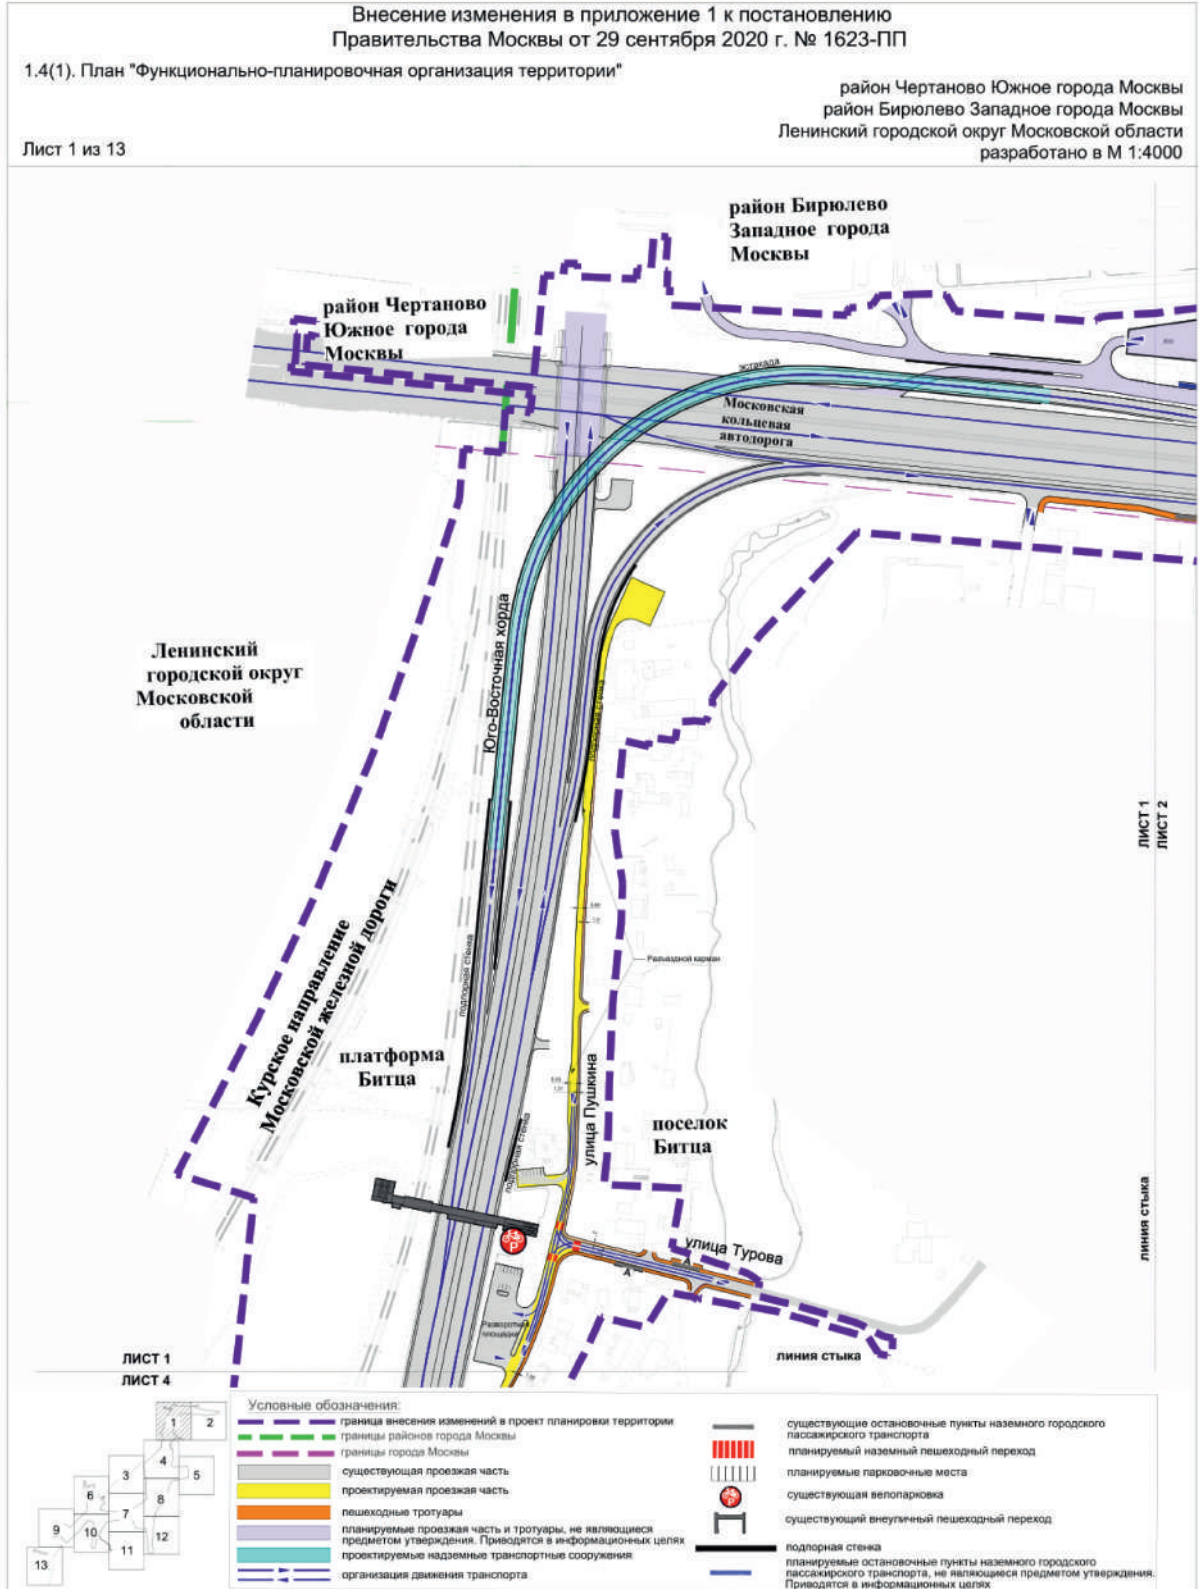 Внесение изменения в приложение 1 к постановлению
Правительства Москвы от 29 сентября 2020 г. № 1623-ПП
1.4(1). План "Функционально-планировочная организация территории"
район Чертаново Южное города Москвы
район Бирюлево Западное города Москвы
Ленинский городской округ Московской области
Лист 1 из 13
разработано в М 1:4000
район Бирюлево
Западное города
Москвы
район Чертаново
Южное города
Москвы
эстакада
Московская
кольцевая
автодорога
Юго-Восточная хорда
подпорная стенка
Ленинский
городской округ
Московской
области
ЛИСТ 1
ЛИСТ 2
Курское направление
Московской железной дороги
подпорная стенка
Разъездной карман
платформа
Битца
улица Пушкина
подпорная стенка
поселок
Битца
линия стыка
улица Турова
А
А
Разворотная
площадка
линия стыка
ЛИСТ 1
ЛИСТ 4
Условные обозначения:
граница внесения изменений в проект планировки территории
границы районов города Москвы
границы города Москвы
существующая проезжая часть
проектируемая проезжая часть
пешеходные тротуары
планируемые проезжая часть и тротуары, не являющиеся
предметом утверждения. Приводятся в информационных целях
проектируемые надземные транспортные сооружения
организация движения транспорта
существующие остановочные пункты наземного городского
пассажирского транспорта
планируемый наземный пешеходный переход
планируемые парковочные места
существующая велопарковка
существующий внеуличный пешеходный переход
подпорная стенка
планируемые остановочные пункты наземного городского
пассажирского транспорта, не являющиеся предметом утверждения.
Приводятся в информационных целях
1
2
3
4
5
6
7
8
9
10
11
12
13